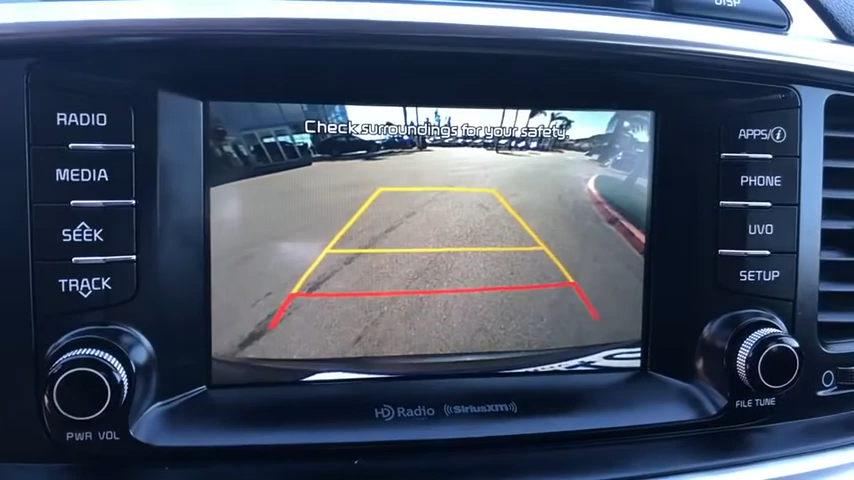 DISP
RADIO
MEDIA
SEEK
TRACK
PWR VOL
Check surroundings for your safety.
HD Radio
((SiriusXM))
APPS/i
PHONE
UVO
SETUP
FILE TUNE